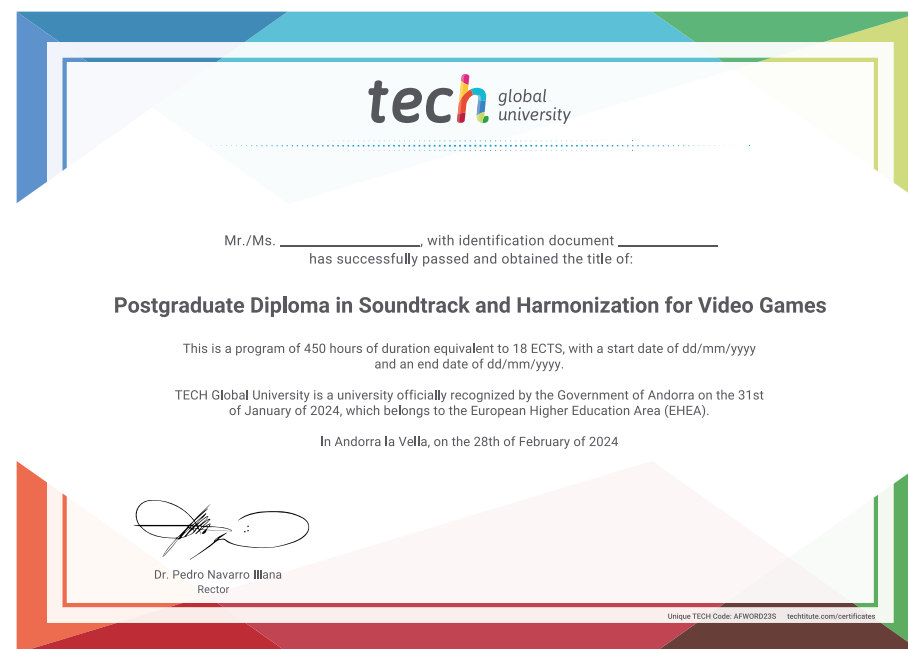 tech global
university
Mr./Ms. ____________________, with identification document ______________
has successfully passed and obtained the title of:
Postgraduate Diploma in Soundtrack and Harmonization for Video Games
This is a program of 450 hours of duration equivalent to 18 ECTS, with a start date of dd/mm/yyyy
and an end date of dd/mm/yyyy.
TECH Global University is a university officially recognized by the Government of Andorra on the 31st
of January of 2024, which belongs to the European Higher Education Area (EHEA).
In Andorra la Vella, on the 28th of February of 2024
Dr. Pedro Navarro Illana
Rector
Unique TECH Code: AFWORD23S techtitute.com/certificates